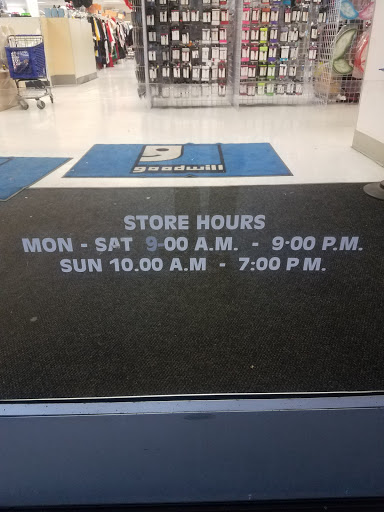 goodwill
STORE HOURS
MON - SAT 9-00 A.M. - 9-00 P.M.
SUN 10.00 A.M - 7:00 P M.